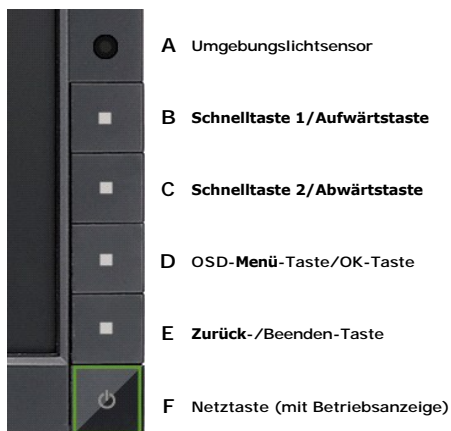 A Umgebungslichtsensor
B Schnelltaste 1/Aufwärtstaste
C Schnelltaste 2/Abwärtstaste
D OSD-Menü-Taste/OK-Taste
E Zurück-/Beenden-Taste
F Netztaste (mit Betriebsanzeige)